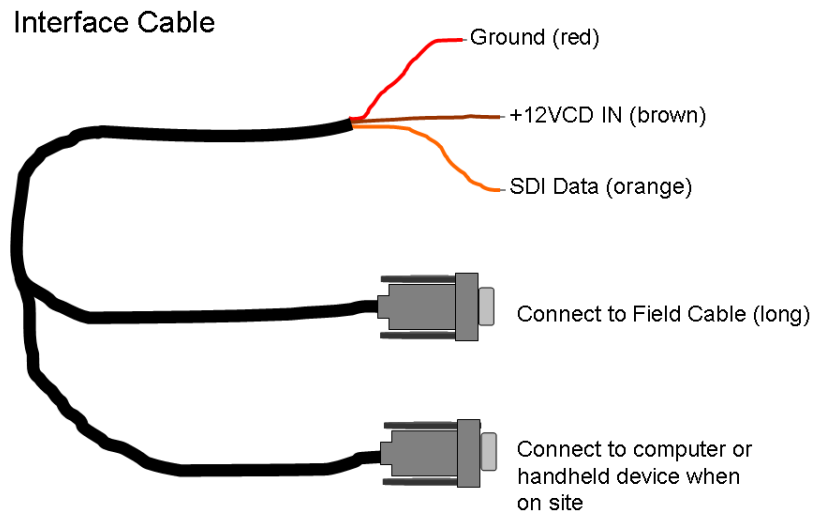 Interface Cable
Ground (red)
+12VCD IN (brown)
SDI Data (orange)
Connect to Field Cable (long)
Connect to computer or
handheld device when
on site